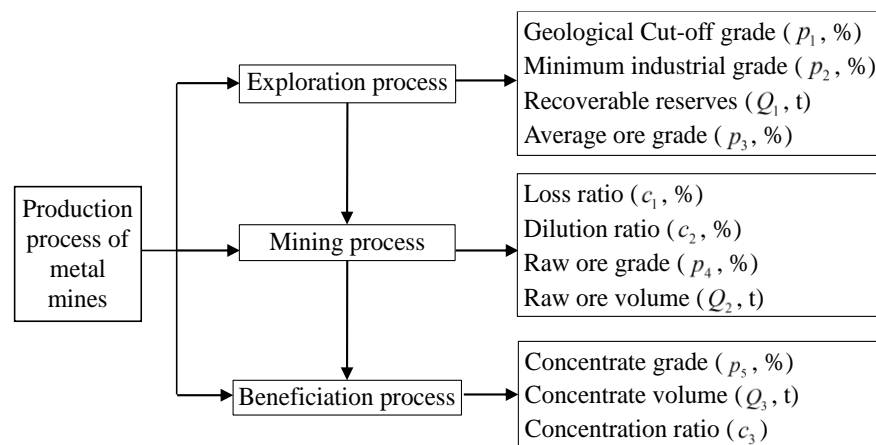 Production
process of
metal
mines
Exploration process
Mining process
Beneficiation process
Geological Cut-off grade ( p₁ , %)
Minimum industrial grade ( p₂ , %)
Recoverable reserves ( Q₁ , t)
Average ore grade ( p₃ , %)
Loss ratio ( c₁ , %)
Dilution ratio ( c₂ , %)
Raw ore grade ( p₄ , %)
Raw ore volume ( Q₂ , t)
Concentrate grade ( p₅ , %)
Concentrate volume ( Q₃ , t)
Concentration ratio ( c₃ )